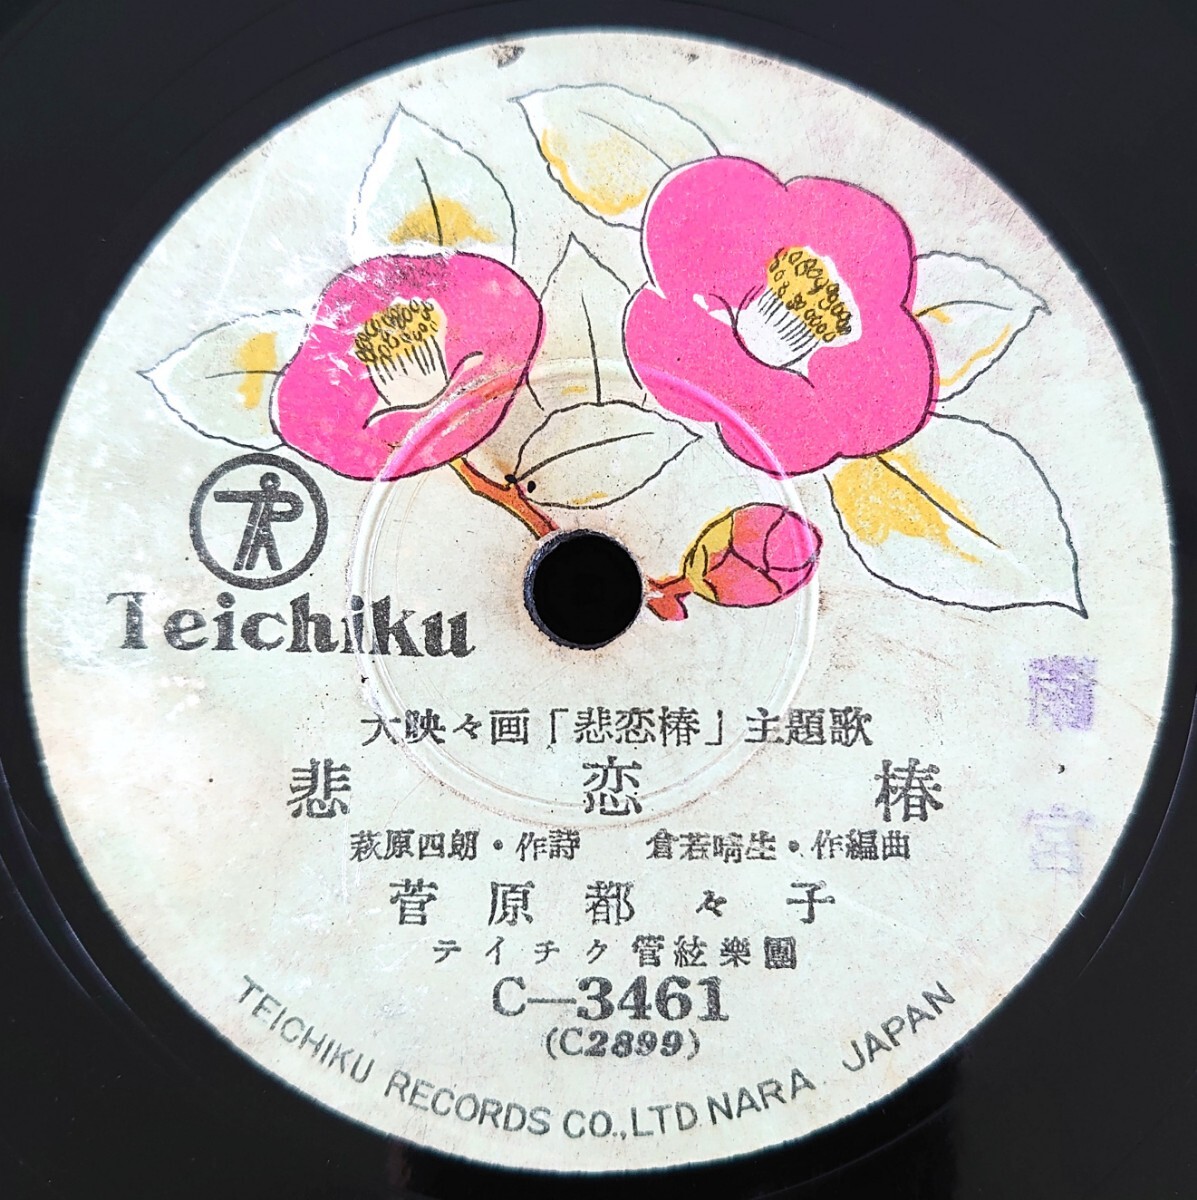 Teichiku
大映々画「悲恋椿」主題歌
悲恋椿
萩原四朗・作詩 倉若晴生・作編曲
菅原都々子
テイチク管絃樂團
C—3461
(C2899)
TEICHIKU RECORDS CO.,LTD NARA JAPAN